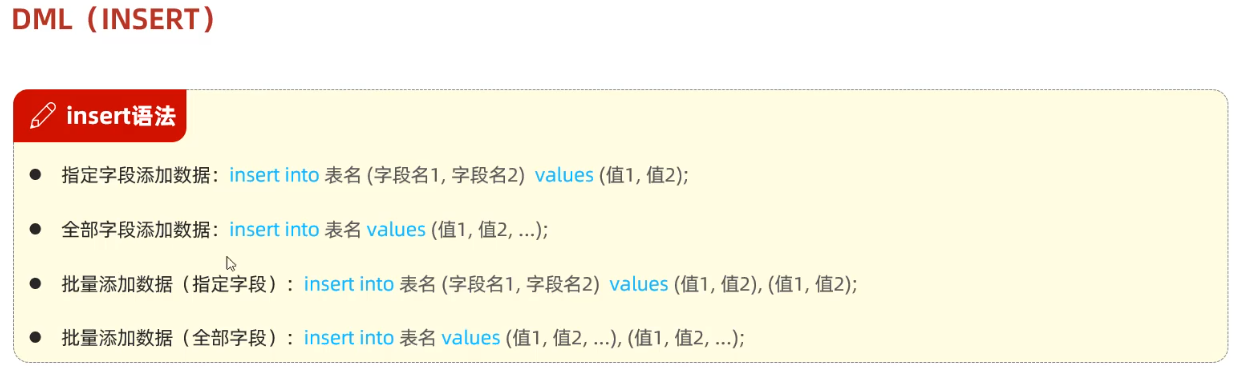 DML（INSERT）
insert语法
指定字段添加数据：insert into 表名 (字段名1, 字段名2) values (值1, 值2);
全部字段添加数据：insert into 表名 values (值1, 值2, ...);
批量添加数据（指定字段）：insert into 表名 (字段名1, 字段名2) values (值1, 值2), (值1, 值2);
批量添加数据（全部字段）：insert into 表名 values (值1, 值2, ...), (值1, 值2, ...);